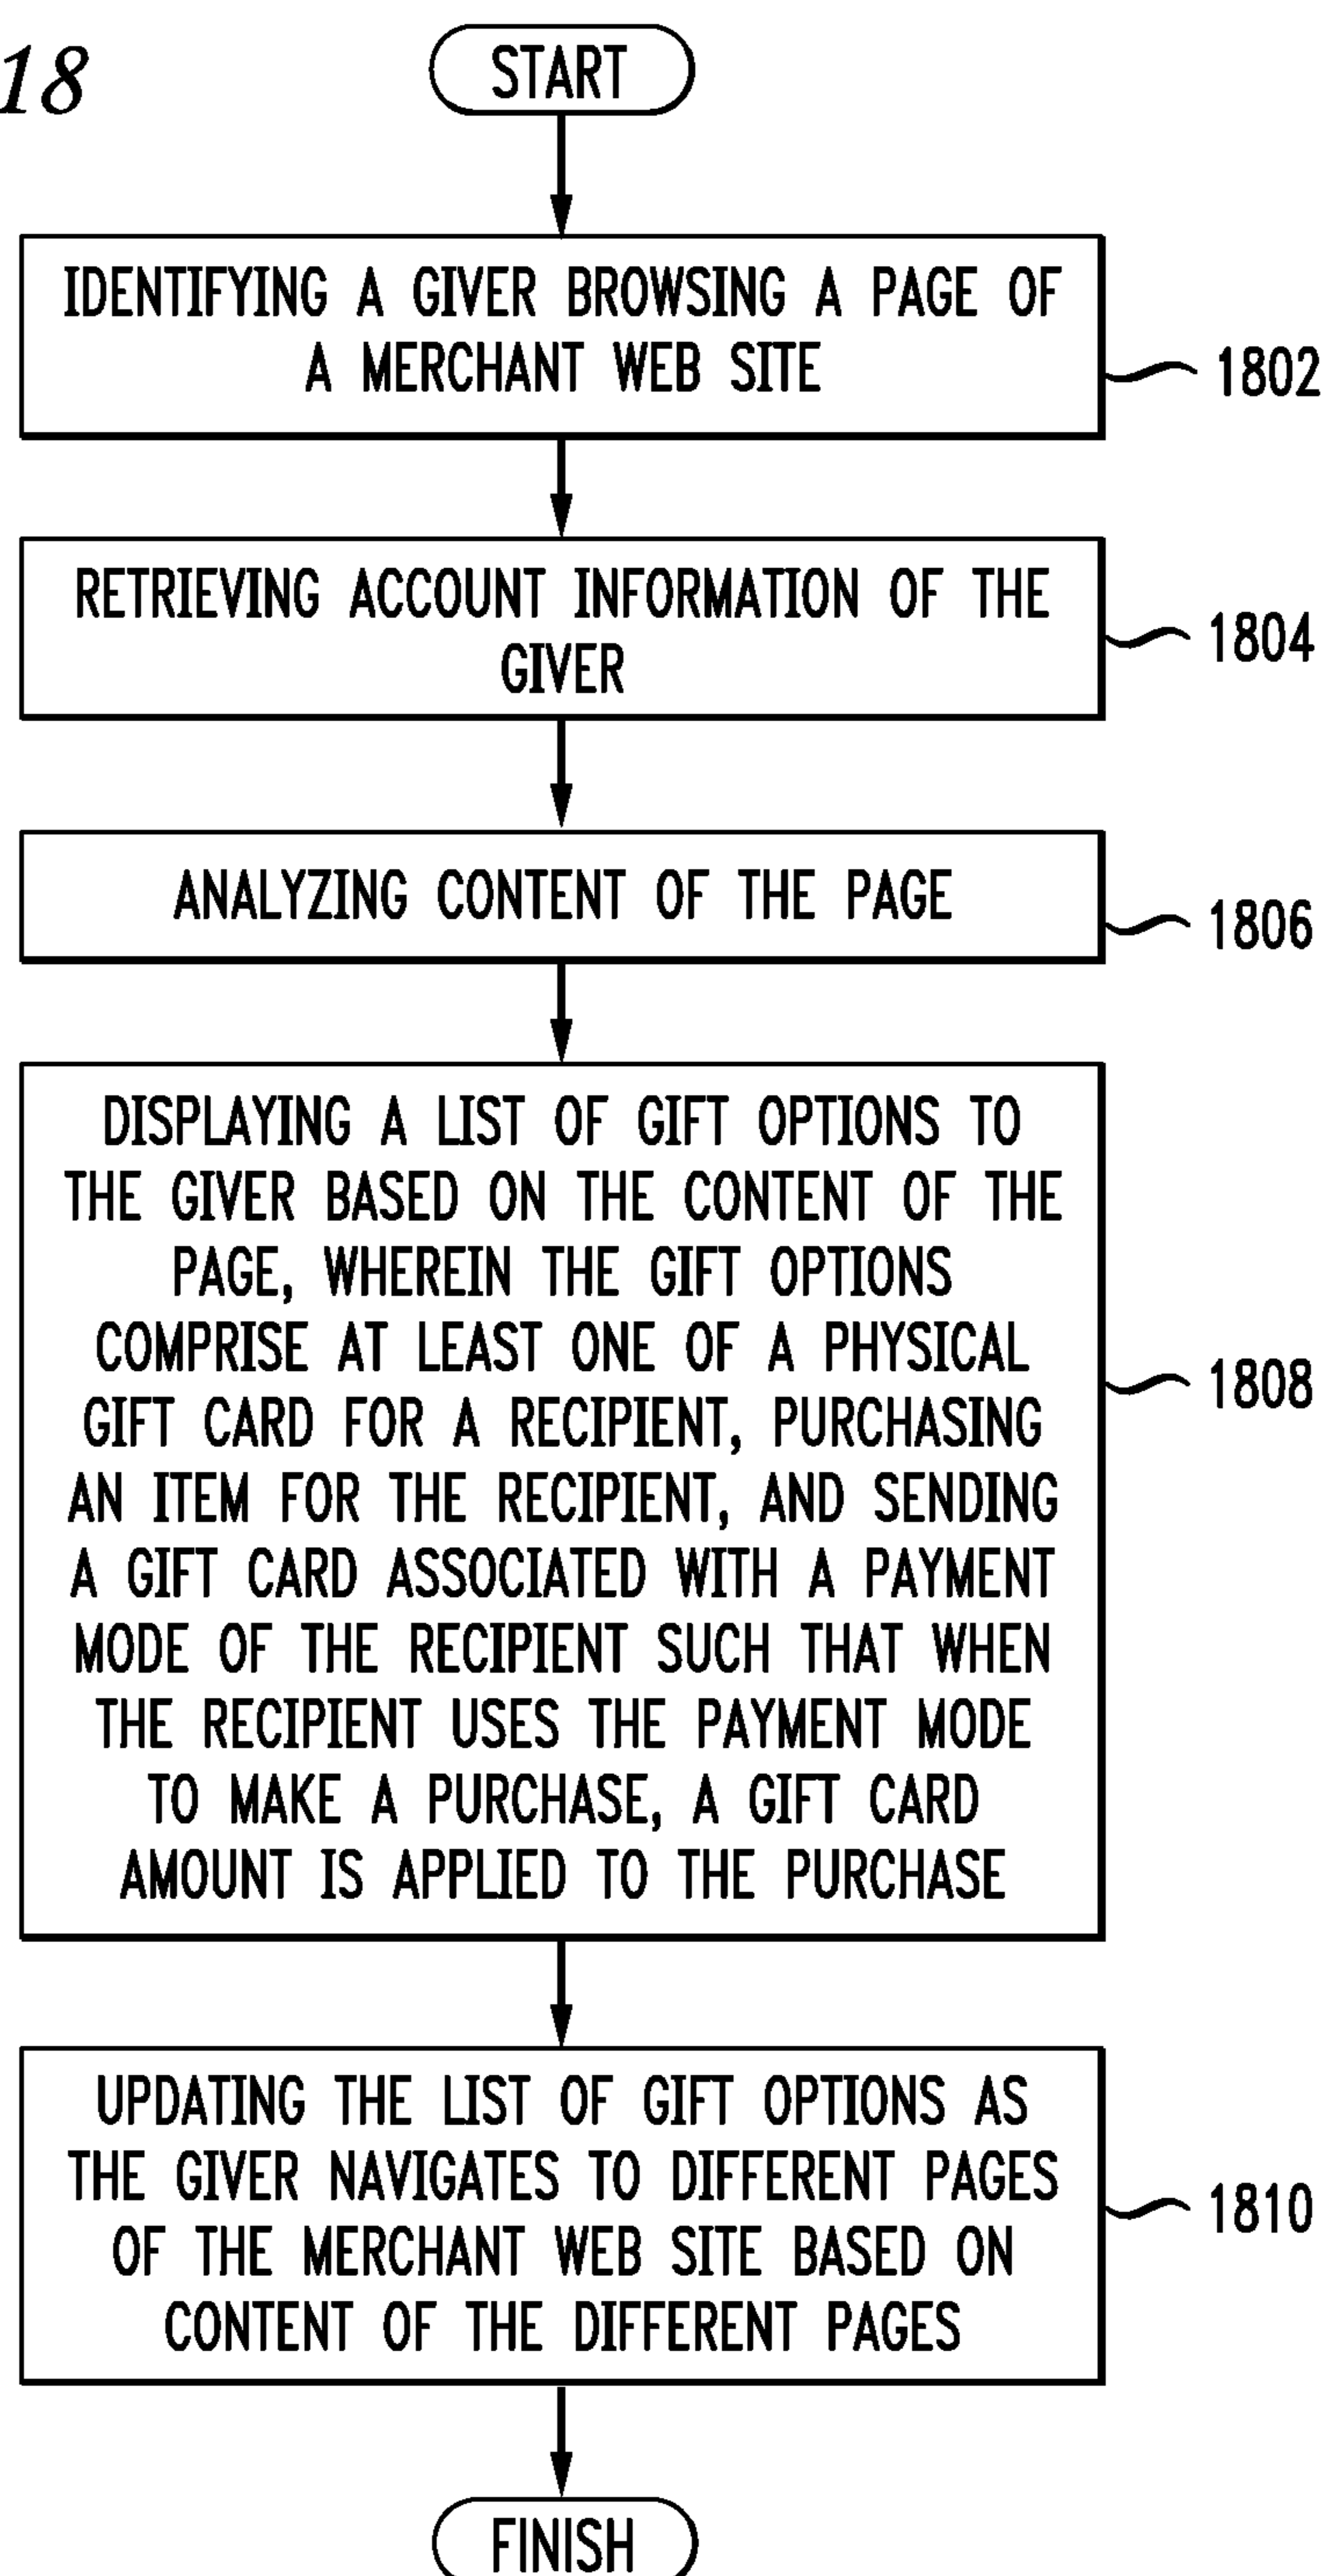 18
START
IDENTIFYING A GIVER BROWSING A PAGE OF
A MERCHANT WEB SITE
1802
RETRIEVING ACCOUNT INFORMATION OF THE
GIVER
1804
ANALYZING CONTENT OF THE PAGE
1806
DISPLAYING A LIST OF GIFT OPTIONS TO
THE GIVER BASED ON THE CONTENT OF THE
PAGE, WHEREIN THE GIFT OPTIONS
COMPRISE AT LEAST ONE OF A PHYSICAL
GIFT CARD FOR A RECIPIENT, PURCHASING
AN ITEM FOR THE RECIPIENT, AND SENDING
A GIFT CARD ASSOCIATED WITH A PAYMENT
MODE OF THE RECIPIENT SUCH THAT WHEN
THE RECIPIENT USES THE PAYMENT MODE
TO MAKE A PURCHASE, A GIFT CARD
AMOUNT IS APPLIED TO THE PURCHASE
1808
UPDATING THE LIST OF GIFT OPTIONS AS
THE GIVER NAVIGATES TO DIFFERENT PAGES
OF THE MERCHANT WEB SITE BASED ON
CONTENT OF THE DIFFERENT PAGES
1810
FINISH